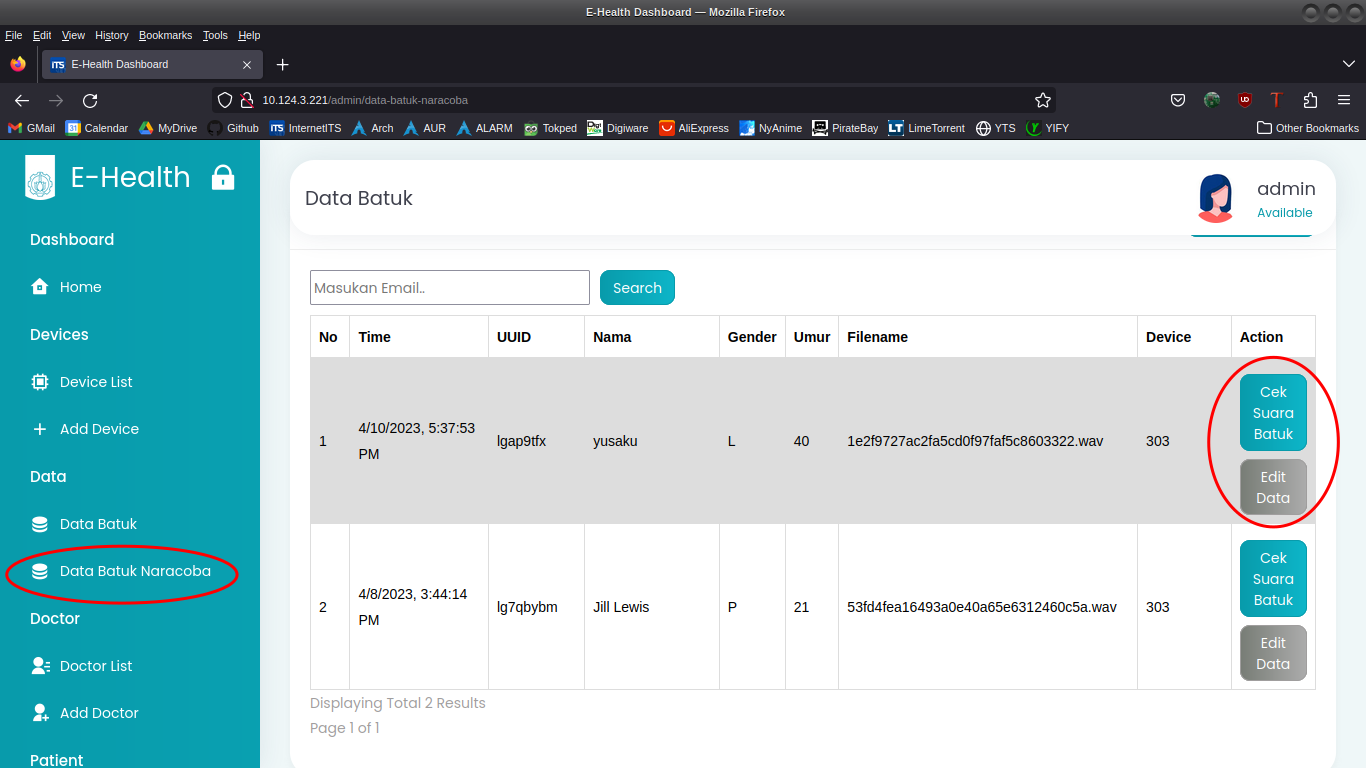 E-Health Dashboard — Mozilla Firefox
File Edit View History Bookmarks Tools Help
ITS E-Health Dashboard
10.124.3.221/admin/data-batuk-naracoba
GMail Calendar MyDrive Github InternetITS Arch AUR ALARM Tokped Digiware AliExpress NyAnime PirateBay LimeTorrent YTS YIFY Other Bookmarks
E-Health
Data Batuk
admin
Available
Dashboard
Home
Devices
Device List
Add Device
Data
Data Batuk
Data Batuk Naracoba
Doctor
Doctor List
Add Doctor
Patient
Masukan Email.. Search
No Time UUID Nama Gender Umur Filename Device Action
1 4/10/2023, 5:37:53 PM lgap9tfx yusaku L 40 1e2f9727ac2fa5cd0f97faf5c8603322.wav 303 Cek Suara Batuk Edit Data
2 4/8/2023, 3:44:14 PM lg7qbybm Jill Lewis P 21 53fd4fea16493a0e40a65e6312460c5a.wav 303 Cek Suara Batuk Edit Data
Displaying Total 2 Results
Page 1 of 1